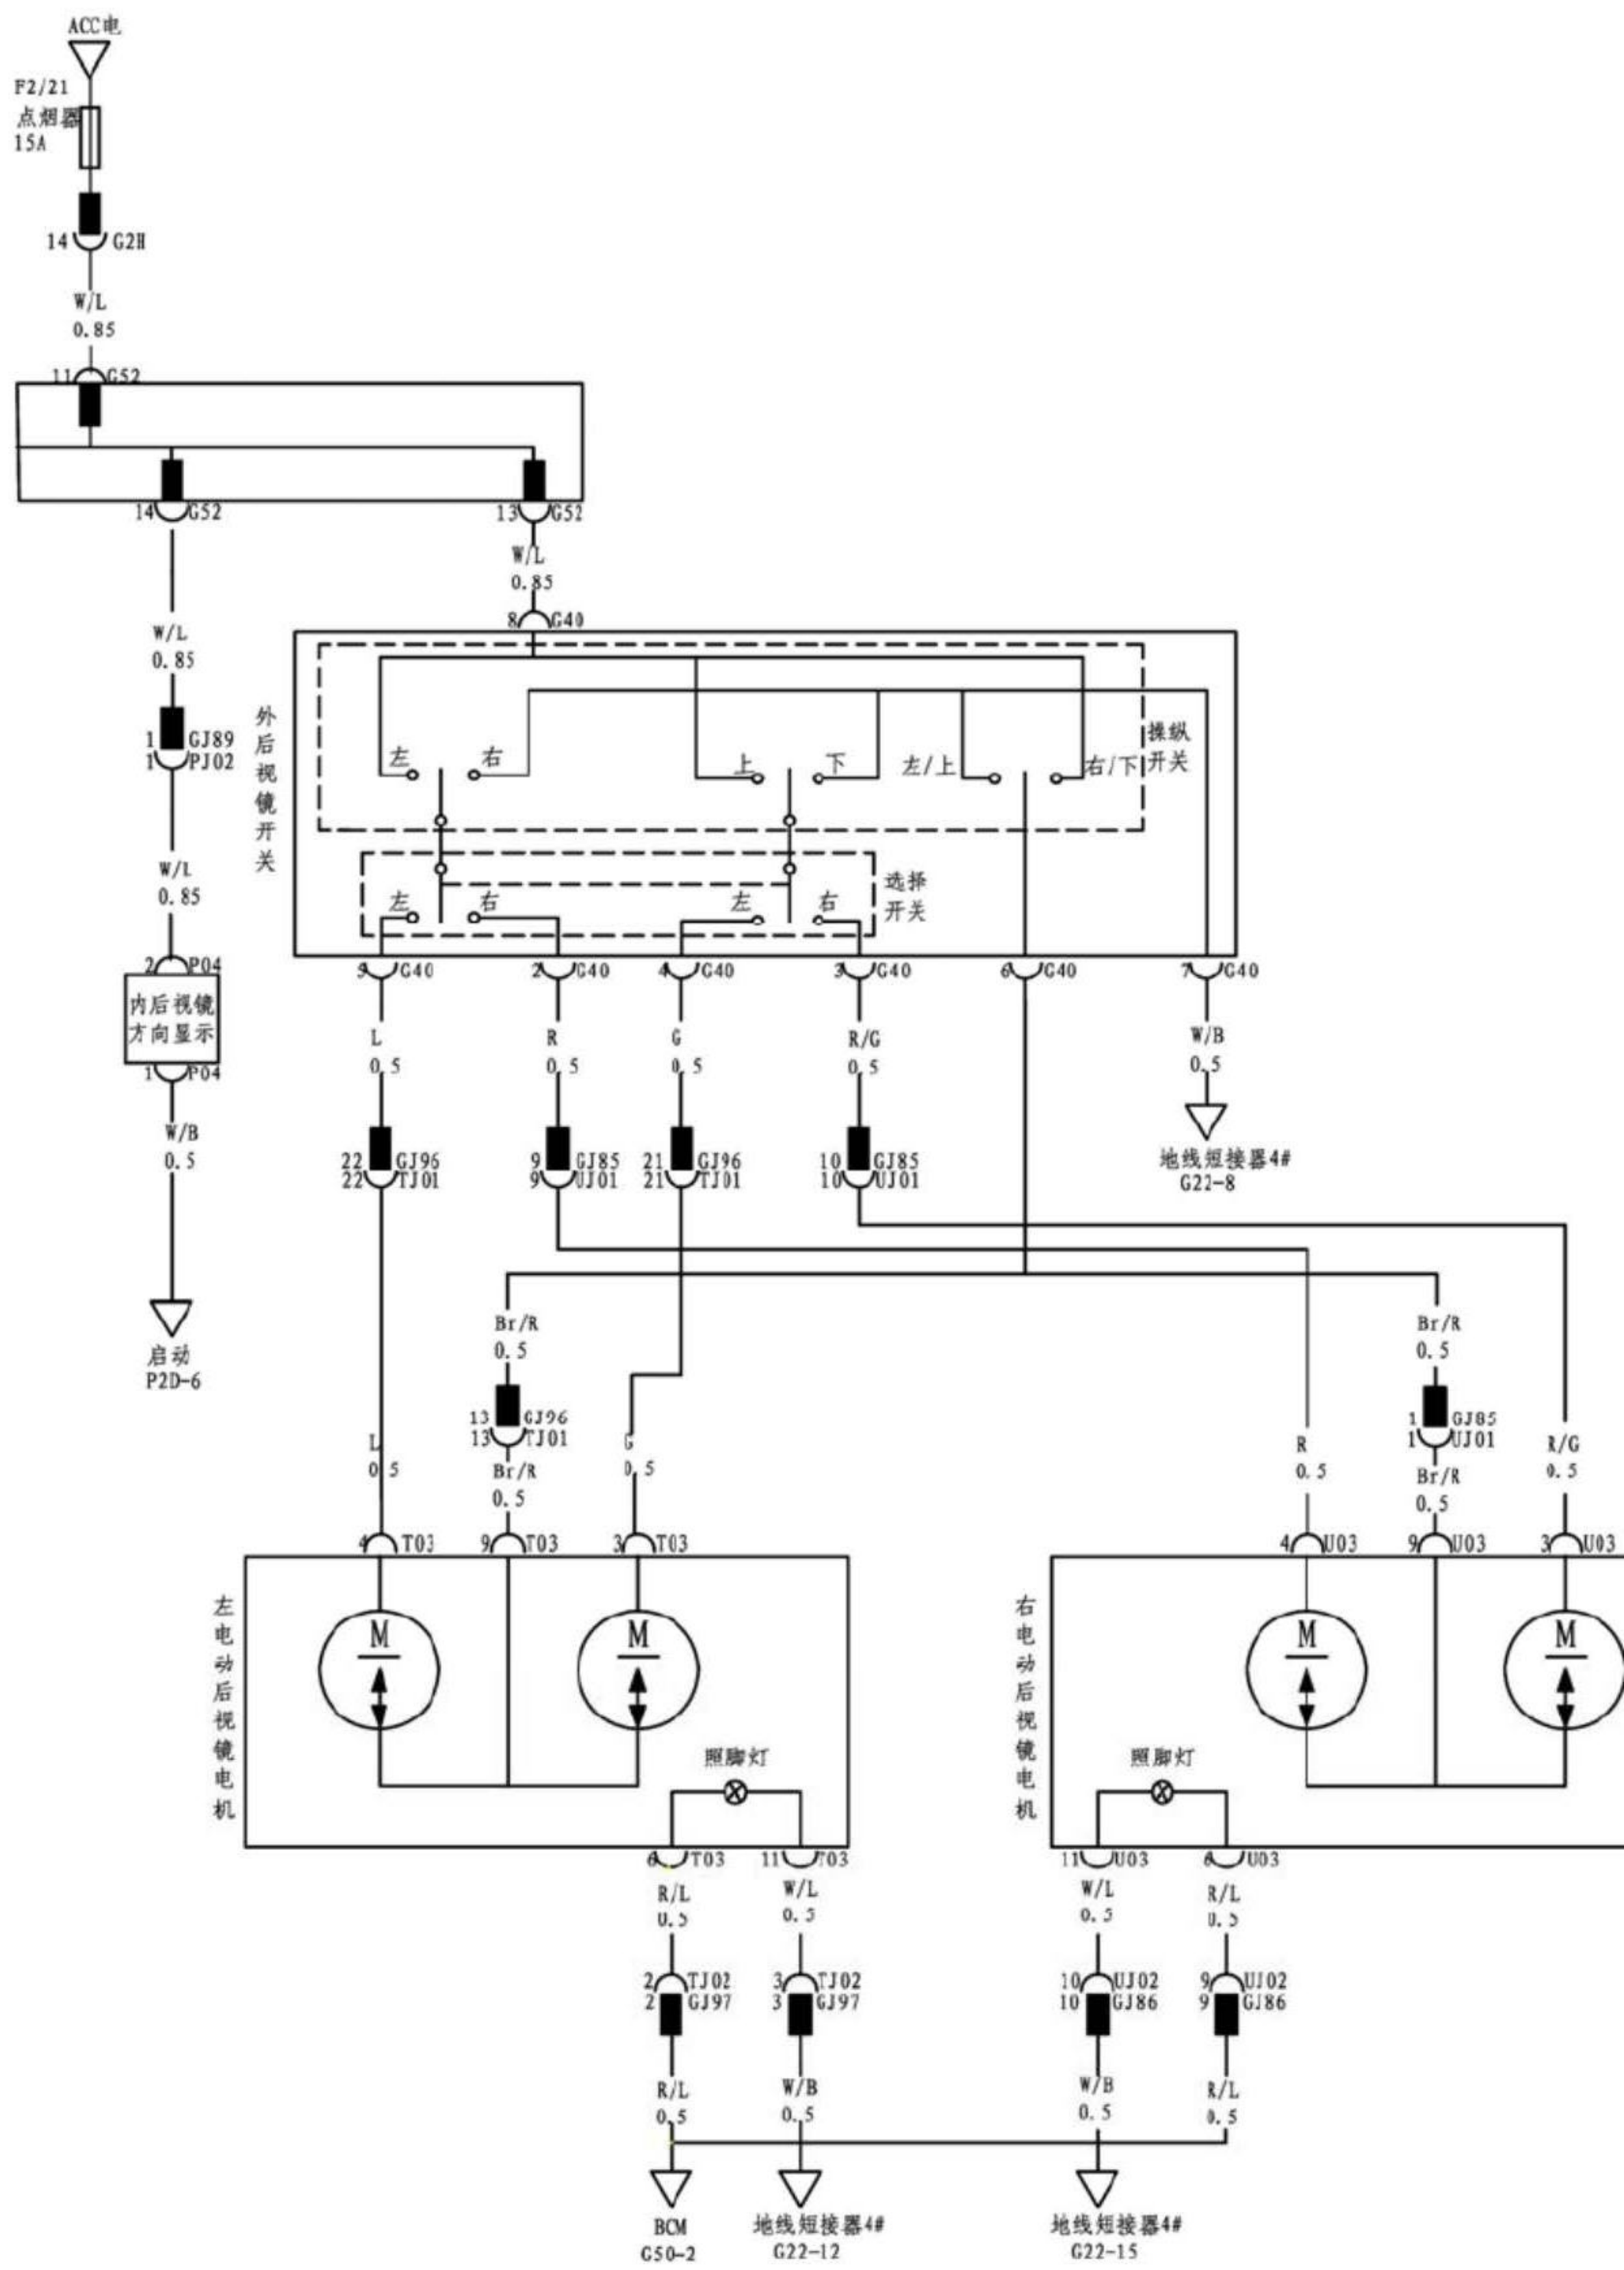 ACC电
F2/21
点烟器
15A
14 G2H
W/L
0.85
11 G52
14 G52
13 G52
W/L
0.85
8 G40
W/L
0.85
1 GJ89
1 PJ02
外后视镜开关
左 右 上 下 左/上 右/下
操纵
开关
W/L
0.85
左 右 左 右
选择
开关
2 P04
内后视镜
方向显示
1 P04
5 G40
2 G40
4 G40
3 G40
6 G40
7 G40
L
0.5
R
0.5
G
0.5
R/G
0.5
W/B
0.5
W/B
0.5
地线短接器4#
G22-8
22 GJ96
22 TJ01
9 GJ85
9 UJ01
21 GJ96
21 TJ01
10 GJ85
10 UJ01
启动
P2D-6
Br/R
0.5
13 GJ96
13 TJ01
Br/R
0.5
L
0.5
G
0.5
Br/R
0.5
1 GJ85
1 UJ01
Br/R
0.5
R
0.5
R/G
0.5
4 T03
9 T03
3 T03
4 U03
9 U03
3 U03
左电动后视镜电机
M
M
照脚灯
右电动后视镜电机
M
M
照脚灯
6 T03
11 T03
11 U03
6 U03
R/L
0.5
W/L
0.5
W/L
0.5
R/L
0.5
2 TJ02
2 GJ97
3 TJ02
3 GJ97
10 UJ02
10 GJ86
9 UJ02
9 GJ86
R/L
0.5
W/B
0.5
W/B
0.5
R/L
0.5
BCM
G50-2
地线短接器4#
G22-12
地线短接器4#
G22-15